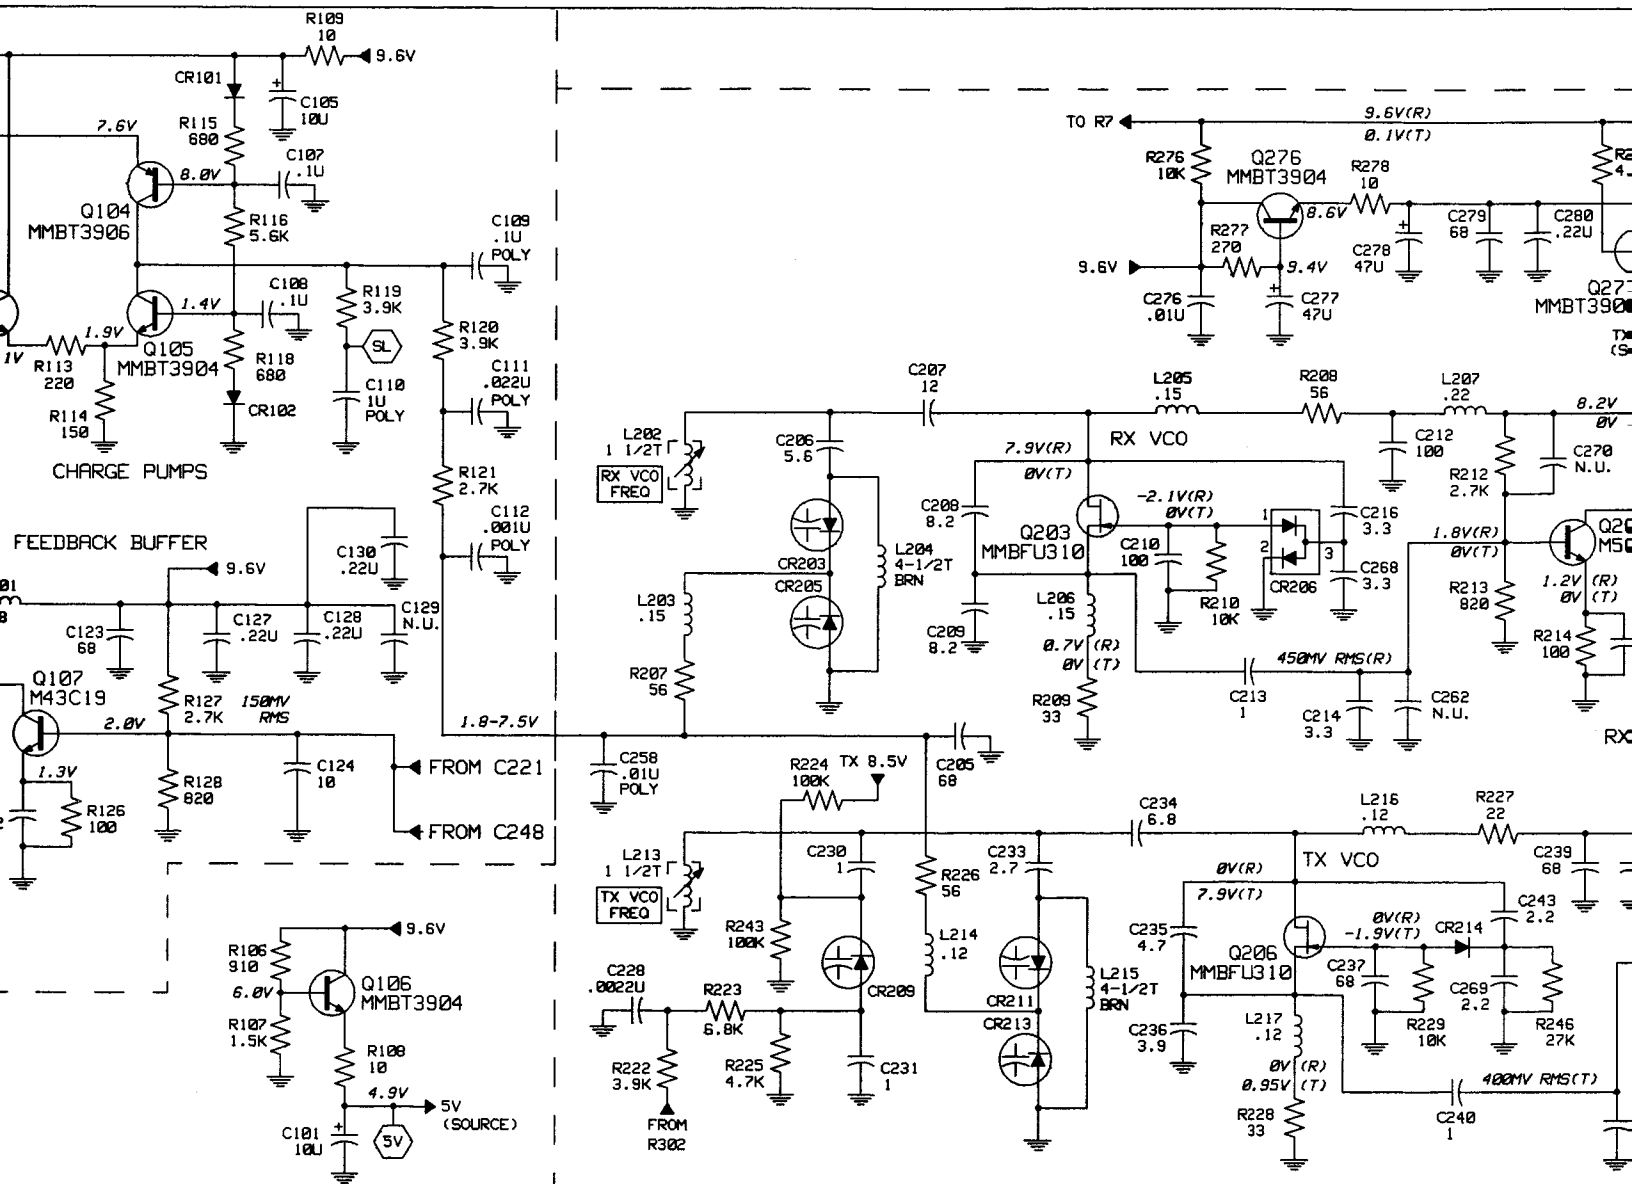 R109
10
9.6V
CR101
C105
10U
R115
680
7.6V
C107
.1U
8.0V
Q104
MMBT3906
R116
5.6K
C109
.1U
POLY
C108
.1U
1.4V
R119
3.9K
1.9V
1V
R113
220
Q105
MMBT3904
R118
680
SL
R120
3.9K
R114
150
CR102
C110
1U
POLY
C111
.022U
POLY
CHARGE PUMPS
R121
2.7K
C112
.001U
POLY
FEEDBACK BUFFER
C130
.22U
9.6V
C123
68
C127
.22U
C128
.22U
C129
N.U.
Q107
M43C19
R127
2.7K
150MV
RMS
2.0V
1.3V
R126
100
R128
820
C124
10
FROM C221
FROM C248
1.8-7.5V
9.6V
R106
910
Q106
MMBT3904
6.0V
R107
1.5K
R108
10
4.9V
5V
(SOURCE)
C101
10U
5V
TO R7
9.6V(R)
0.1V(T)
R276
10K
Q276
MMBT3904
R278
10
8.6V
R277
270
9.6V
9.4V
C276
.01U
C277
47U
C278
47U
C279
68
C280
.22U
C207
12
L205
.15
R208
56
L207
.22
8.2V
0V
RX VCO
L202
1 1/2T
RX VCO
FREQ
C206
5.6
7.9V(R)
0V(T)
C212
100
R212
2.7K
C270
N.U.
C208
8.2
Q203
MMBFU310
-2.1V(R)
0V(T)
1
2
3
C216
3.3
1.8V(R)
0V(T)
CR203
CR205
L204
4-1/2T
BRN
C210
100
R210
10K
CR206
C268
3.3
1.2V (R)
0V (T)
L203
.15
C209
8.2
L206
.15
0.7V (R)
0V (T)
R213
820
R214
100
R207
56
R209
33
450MV RMS(R)
C213
1
C214
3.3
C262
N.U.
C258
.01U
POLY
C205
68
R224
100K
TX 8.5V
C234
6.8
L216
.12
R227
22
L213
1 1/2T
TX VCO
FREQ
C230
1
R226
56
C233
2.7
TX VCO
C239
68
0V(R)
7.9V(T)
R243
100K
L214
.12
C235
4.7
Q206
MMBFU310
0V(R)
-1.9V(T)
CR214
C243
2.2
C228
.0022U
R223
6.8K
CR209
CR211
CR213
L215
4-1/2T
BRN
C237
68
R229
10K
C269
2.2
R246
27K
C236
3.9
L217
.12
R222
3.9K
R225
4.7K
C231
1
0V (R)
0.95V (T)
R228
33
400MV RMS(T)
C240
1
FROM
R302